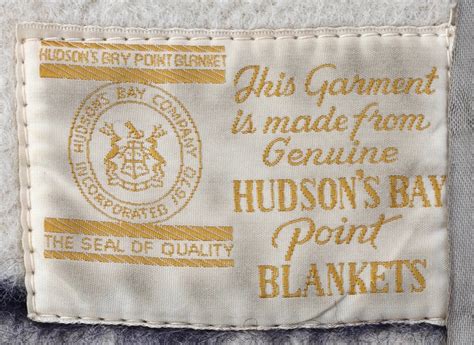 HUDSON'S BAY POINT BLANKET
HUDSON'S BAY COMPANY
INCORPORATED 1670
THE SEAL OF QUALITY
This Garment
is made from
Genuine
HUDSON'S BAY
Point
BLANKETS